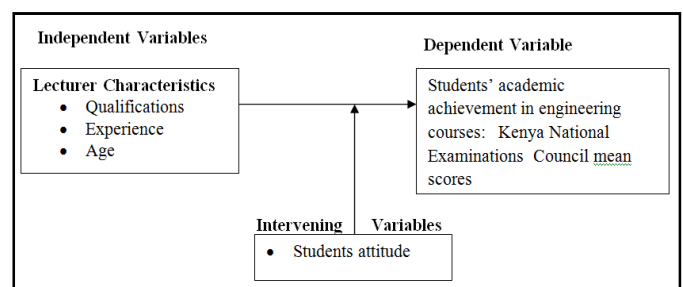 Independent Variables
Dependent Variable
Lecturer Characteristics
• Qualifications
• Experience
• Age
Students’ academic
achievement in engineering
courses: Kenya National
Examinations Council mean
scores
Intervening Variables
• Students attitude